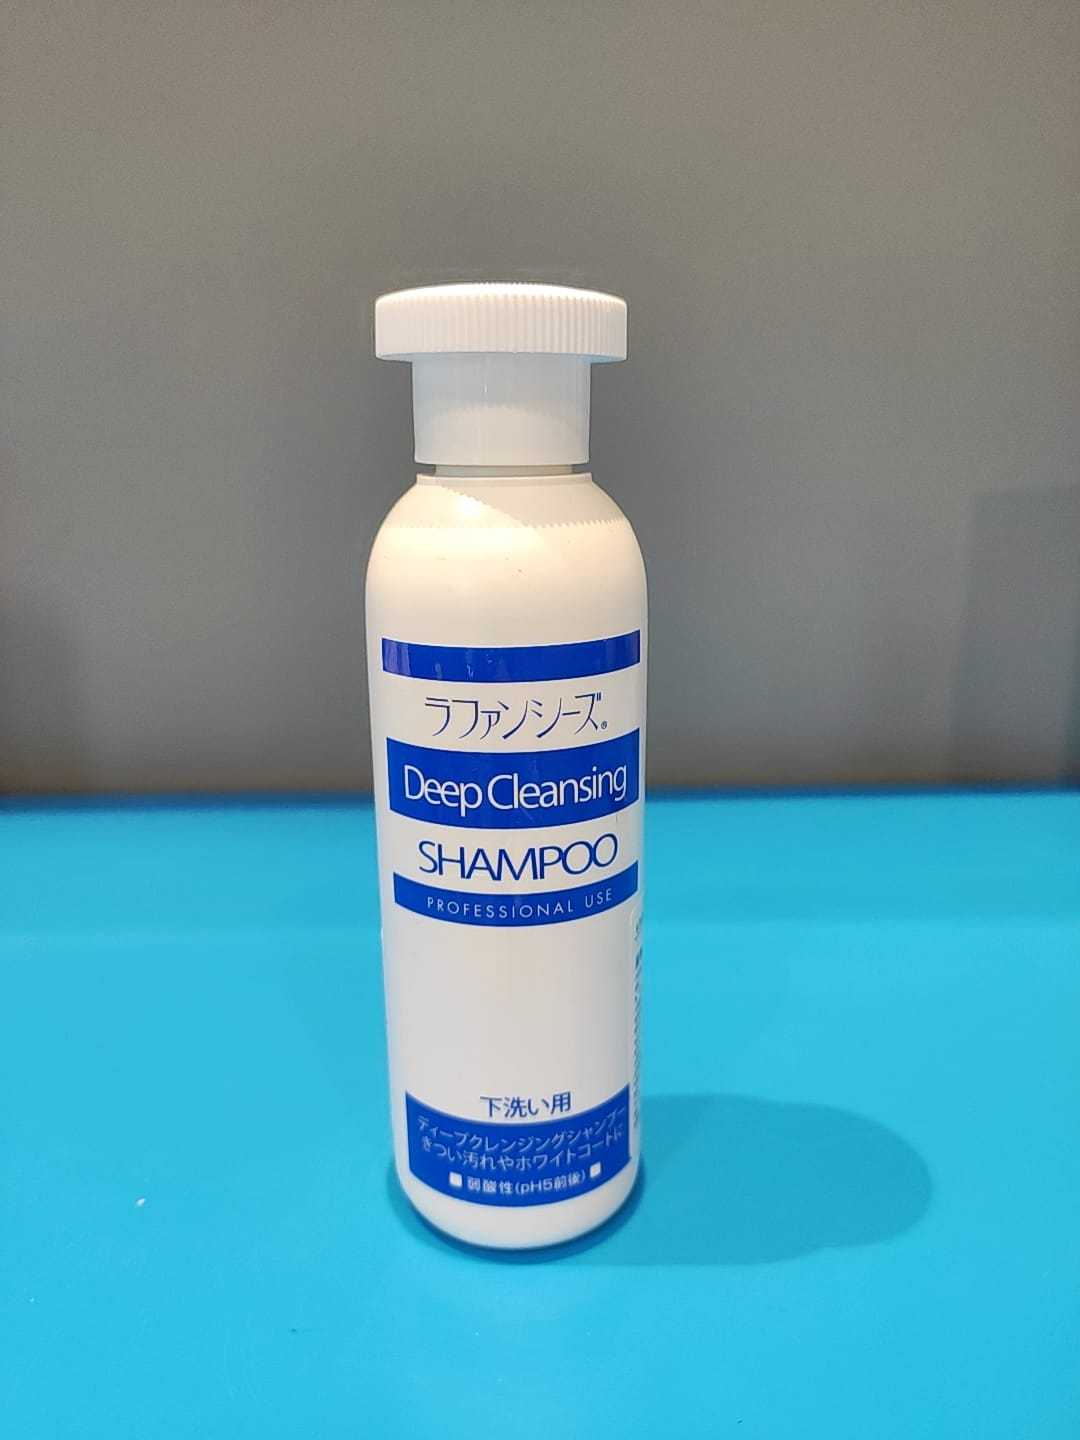 ラファンシーズ®
Deep Cleansing
SHAMPOO
PROFESSIONAL USE
下洗い用
ディープクレンジングシャンプー
きつい汚れやホワイトコートに
■ 弱酸性(pH5前後) ■